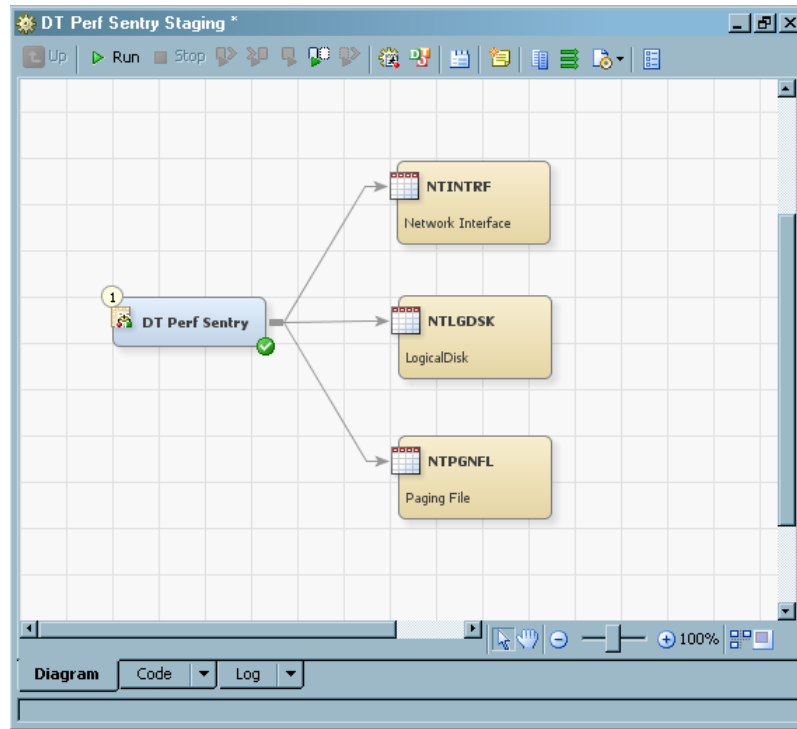 DT Perf Sentry Staging *
Up Run Stop
NTINTRF
Network Interface
1
DT Perf Sentry
NTLGDSK
LogicalDisk
NTPGNFL
Paging File
100%
Diagram Code Log